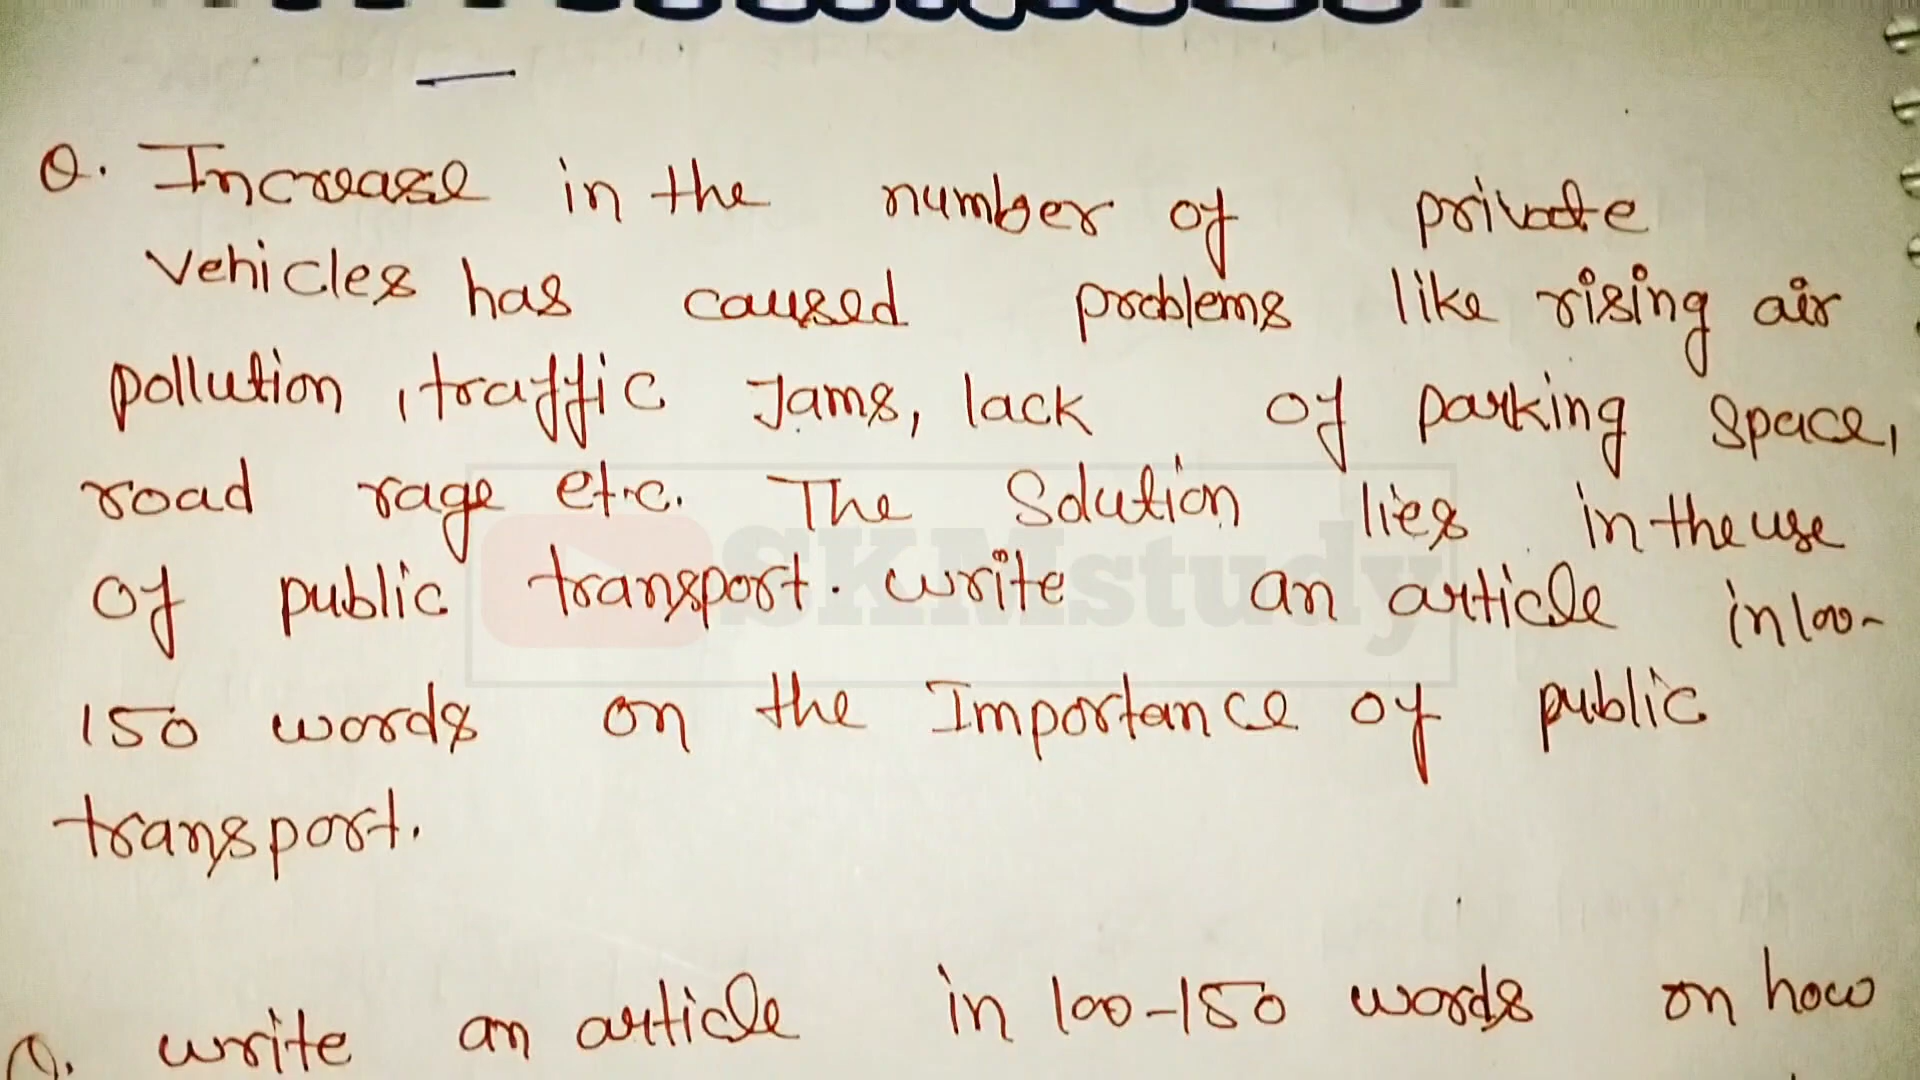 Q. Increase in the number of private
vehicles has caused problems like rising air
pollution, traffic Jams, lack of parking space,
road rage etc. The Solution lies in the use
of public transport. write an article in 100-
150 words on the Importance of public
transport.
SKMstudy
Q. write an article in 100-150 words on how